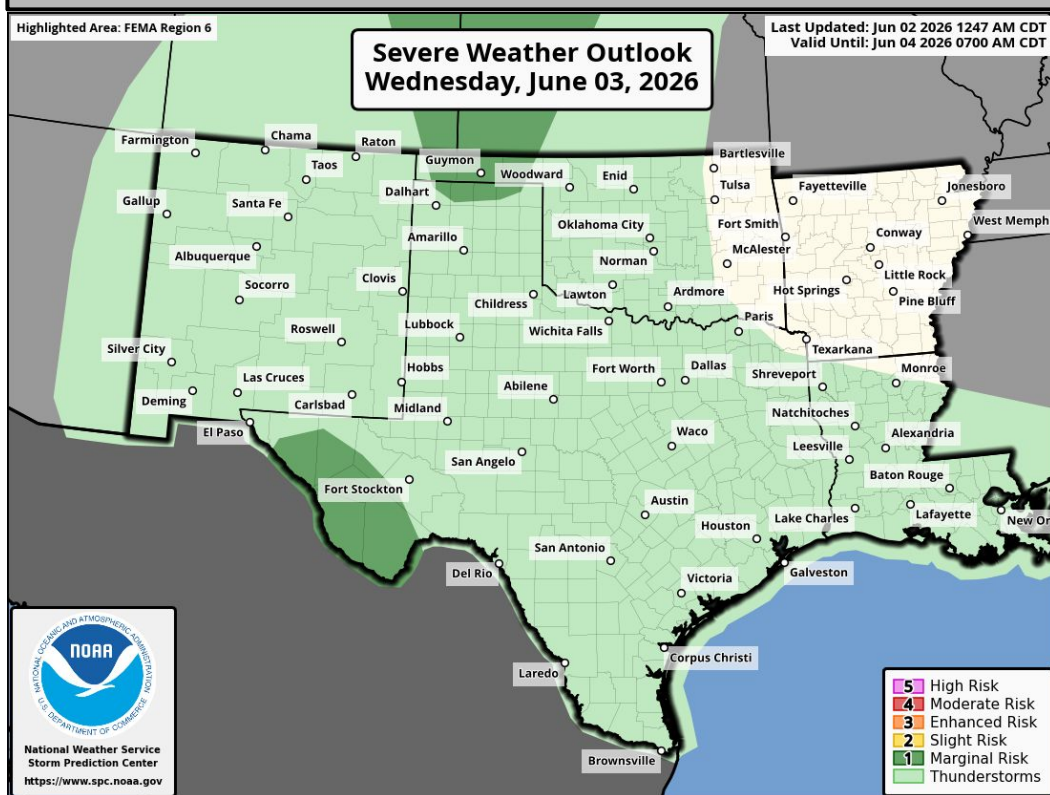 Highlighted Area: FEMA Region 6
Severe Weather Outlook
Wednesday, June 03, 2026
Last Updated: Jun 02 2026 1247 AM CDT
Valid Until: Jun 04 2026 0700 AM CDT
Farmington
Chama
Raton
Taos
Guymon
Woodward
Enid
Bartlesville
Tulsa
Fayetteville
Jonesboro
Gallup
Santa Fe
Dalhart
Oklahoma City
Fort Smith
West Memph
Albuquerque
Amarillo
Norman
McAlester
Conway
Socorro
Clovis
Childress
Lawton
Ardmore
Hot Springs
Little Rock
Pine Bluff
Roswell
Lubbock
Wichita Falls
Paris
Texarkana
Silver City
Las Cruces
Hobbs
Abilene
Fort Worth
Dallas
Shreveport
Monroe
Deming
Carlsbad
Midland
Natchitoches
El Paso
Waco
Alexandria
San Angelo
Leesville
Fort Stockton
Baton Rouge
Austin
Houston
Lake Charles
Lafayette
New Or
San Antonio
Del Rio
Victoria
Galveston
Laredo
Corpus Christi
Brownsville
NATIONAL OCEANIC AND ATMOSPHERIC ADMINISTRATION
NOAA
U.S. DEPARTMENT OF COMMERCE
National Weather Service
Storm Prediction Center
https://www.spc.noaa.gov
5 High Risk
4 Moderate Risk
3 Enhanced Risk
2 Slight Risk
1 Marginal Risk
Thunderstorms